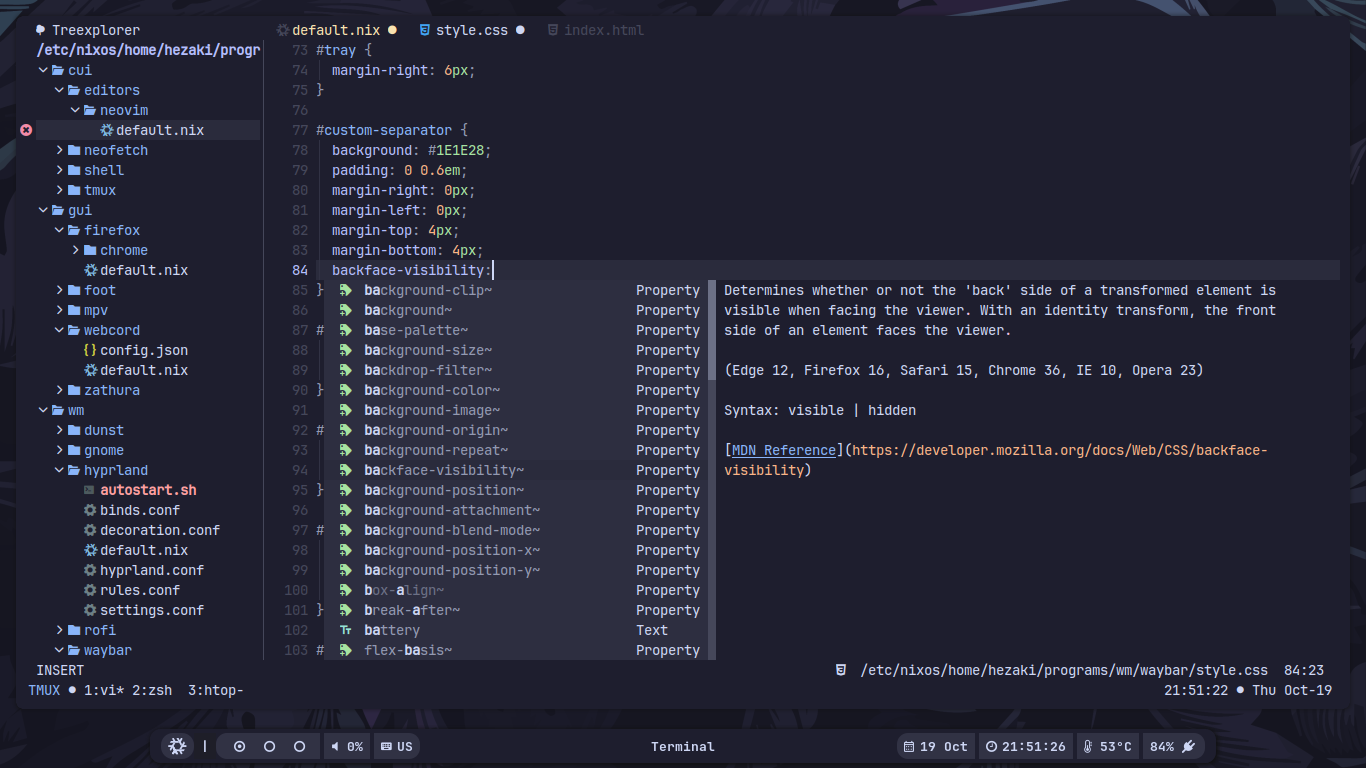 Treexplorer
/etc/nixos/home/hezaki/progr
cui
editors
neovim
default.nix
neofetch
shell
tmux
gui
firefox
chrome
default.nix
foot
mpv
webcord
{} config.json
default.nix
zathura
wm
dunst
gnome
hyprland
autostart.sh
binds.conf
decoration.conf
default.nix
hyprland.conf
rules.conf
settings.conf
rofi
waybar
default.nix ● style.css ● index.html
73 #tray {
74 margin-right: 6px;
75 }
76
77 #custom-separator {
78 background: #1E1E28;
79 padding: 0 0.6em;
80 margin-right: 0px;
81 margin-left: 0px;
82 margin-top: 4px;
83 margin-bottom: 4px;
84 backface-visibility:
85 } background-clip~ Property
86 background~ Property
87 # base-palette~ Property
88 background-size~ Property
89 backdrop-filter~ Property
90 } background-color~ Property
91 background-image~ Property
92 # background-origin~ Property
93 background-repeat~ Property
94 backface-visibility~ Property
95 } background-position~ Property
96 background-attachment~ Property
97 # background-blend-mode~ Property
98 background-position-x~ Property
99 background-position-y~ Property
100 box-align~ Property
101 } break-after~ Property
102 Tт battery Text
103 # flex-basis~ Property
Determines whether or not the 'back' side of a transformed element is
visible when facing the viewer. With an identity transform, the front
side of an element faces the viewer.
(Edge 12, Firefox 16, Safari 15, Chrome 36, IE 10, Opera 23)
Syntax: visible | hidden
[MDN Reference](https://developer.mozilla.org/docs/Web/CSS/backface-
visibility)
INSERT /etc/nixos/home/hezaki/programs/wm/waybar/style.css 84:23
TMUX ● 1:vi* 2:zsh 3:htop- 21:51:22 ● Thu Oct-19
| 0% US Terminal 19 Oct 21:51:26 53°C 84%